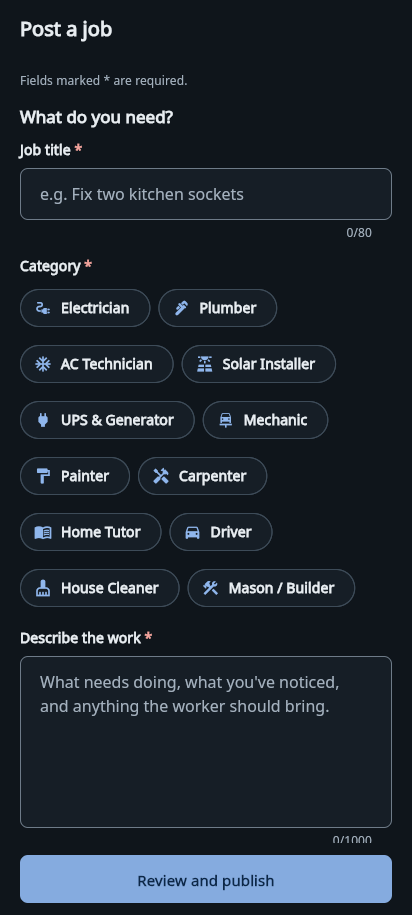 Post a job
Fields marked * are required.
What do you need?
Job title *
e.g. Fix two kitchen sockets
0/80
Category *
Electrician
Plumber
AC Technician
Solar Installer
UPS & Generator
Mechanic
Painter
Carpenter
Home Tutor
Driver
House Cleaner
Mason / Builder
Describe the work *
What needs doing, what you've noticed,
and anything the worker should bring.
0/1000
Review and publish